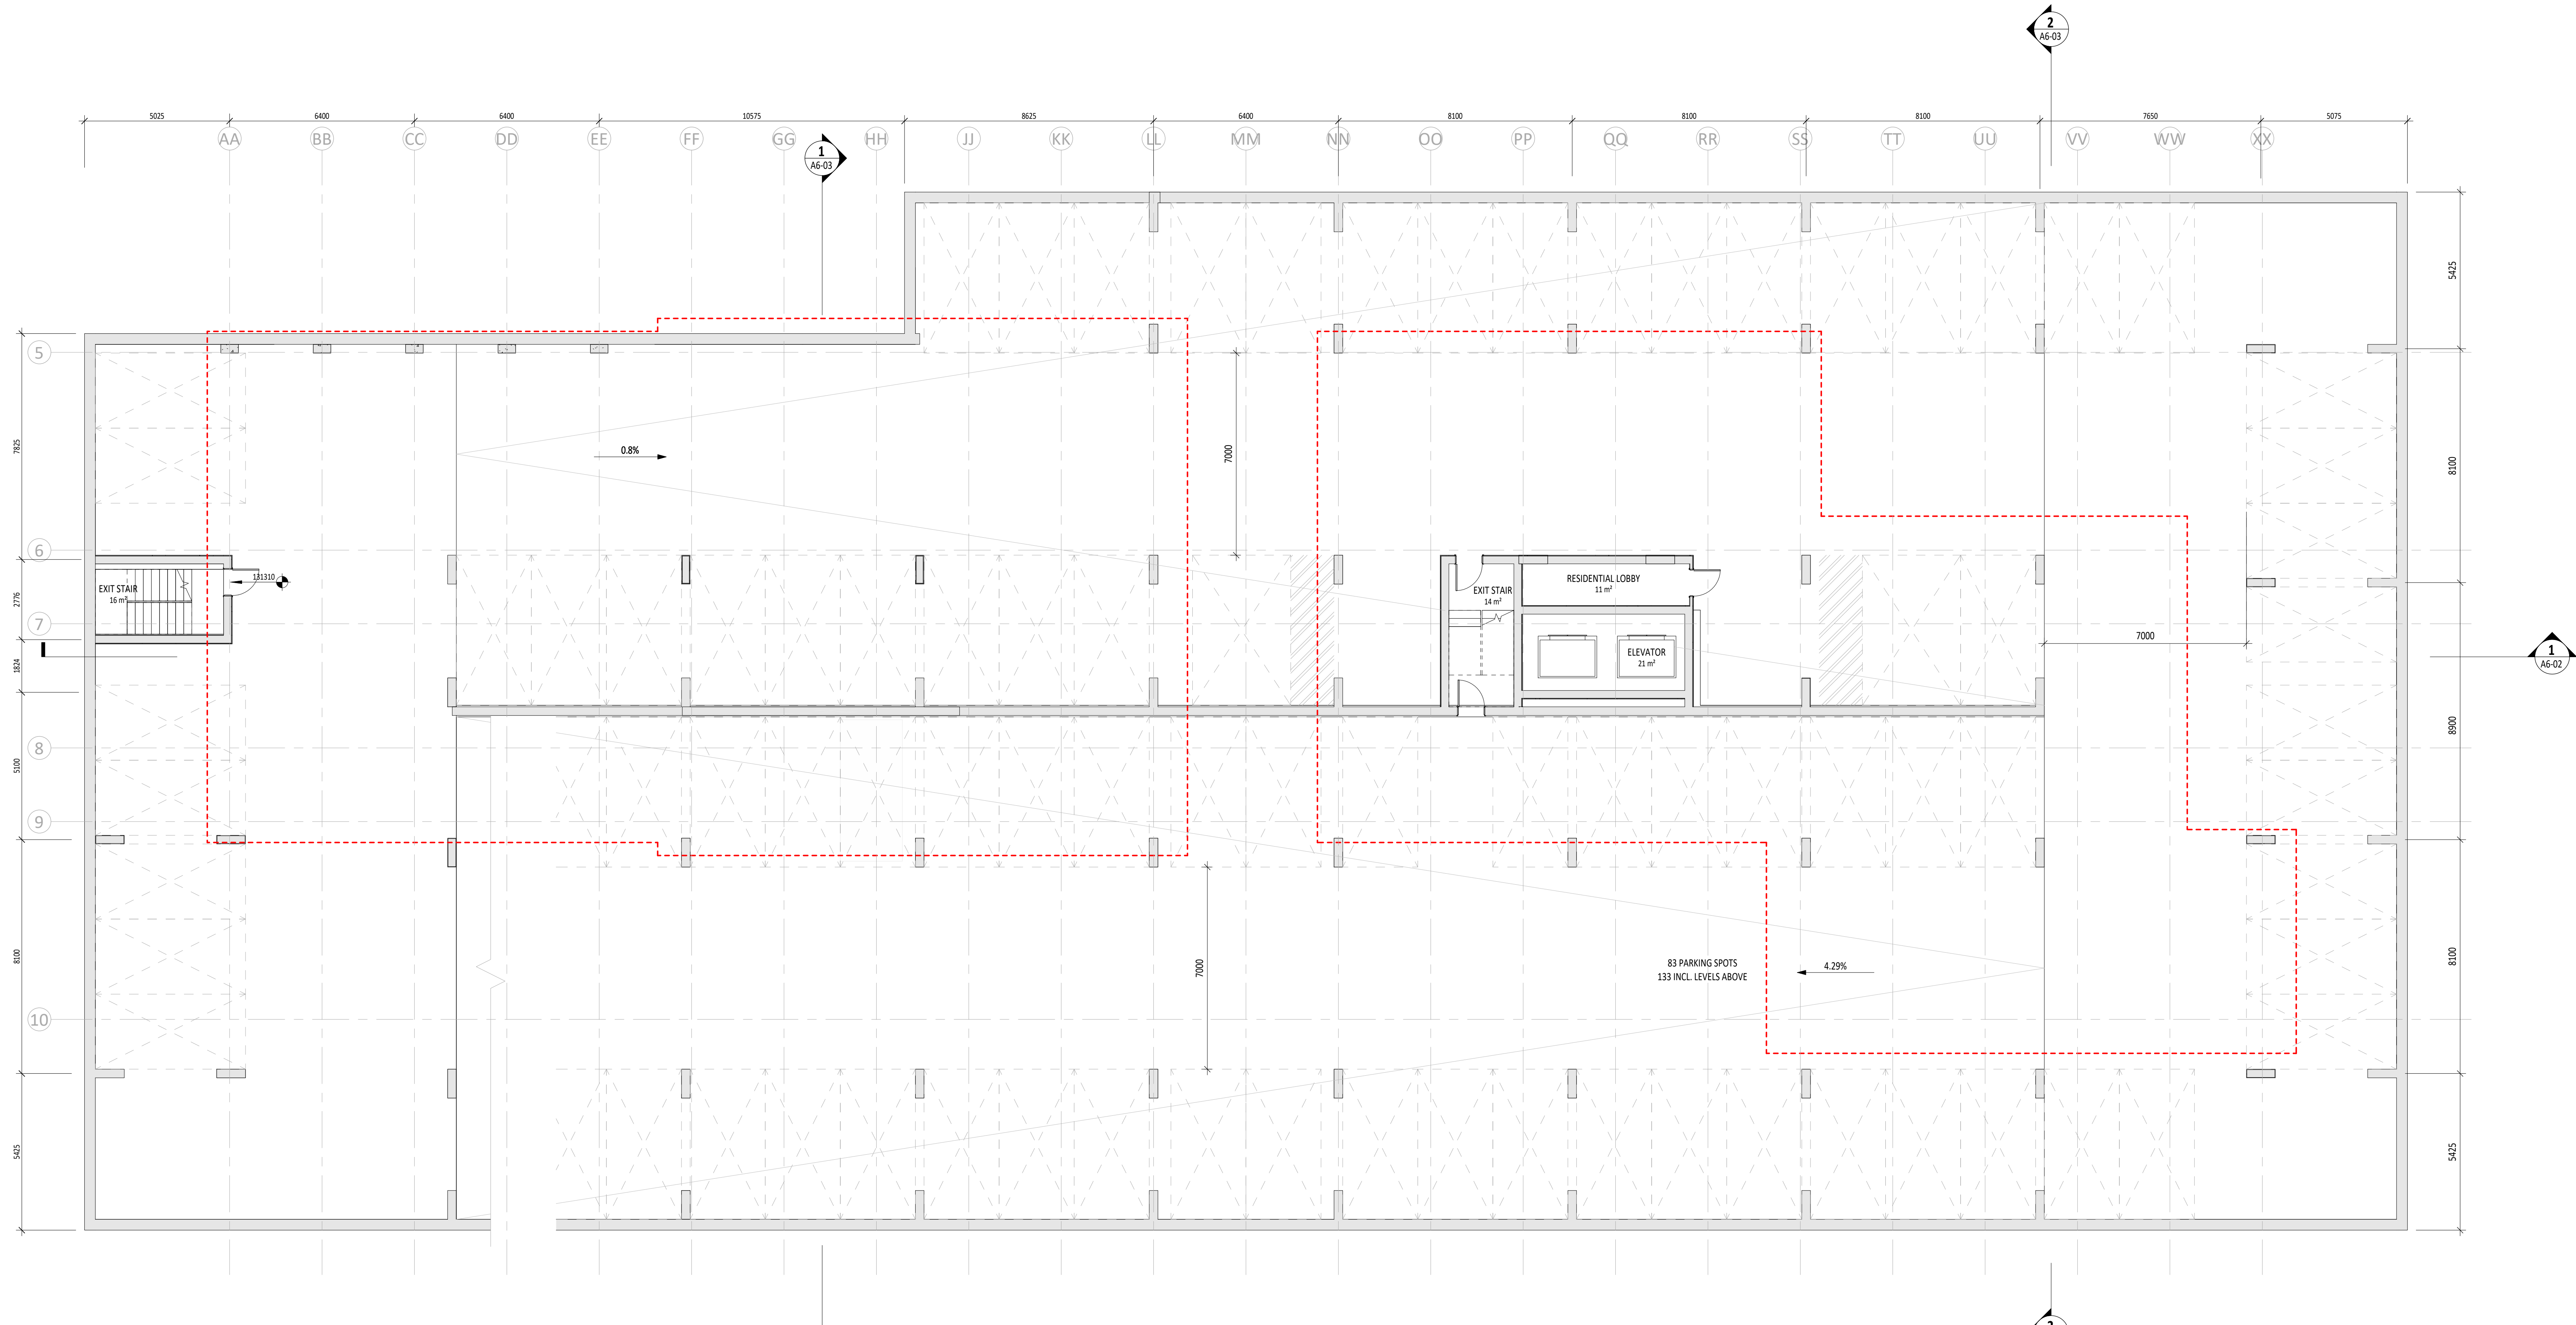 2
A6-03
5025 6400 6400 10575 8625 6400 8100 8100 8100 7650 5075
AA BB CC DD EE FF GG HH JJ KK LL MM NN OO PP QQ RR SS TT UU VV WW XX
1
A6-03
5425
5
7825
0.8%
7000
8100
6
EXIT STAIR
16 m²
131310
2776
EXIT STAIR
14 m²
RESIDENTIAL LOBBY
11 m²
7
1824
ELEVATOR
21 m²
7000
1
A6-02
8
5100
8900
9
8100
7000
83 PARKING SPOTS
133 INCL. LEVELS ABOVE
4.29%
8100
10
5425
5425